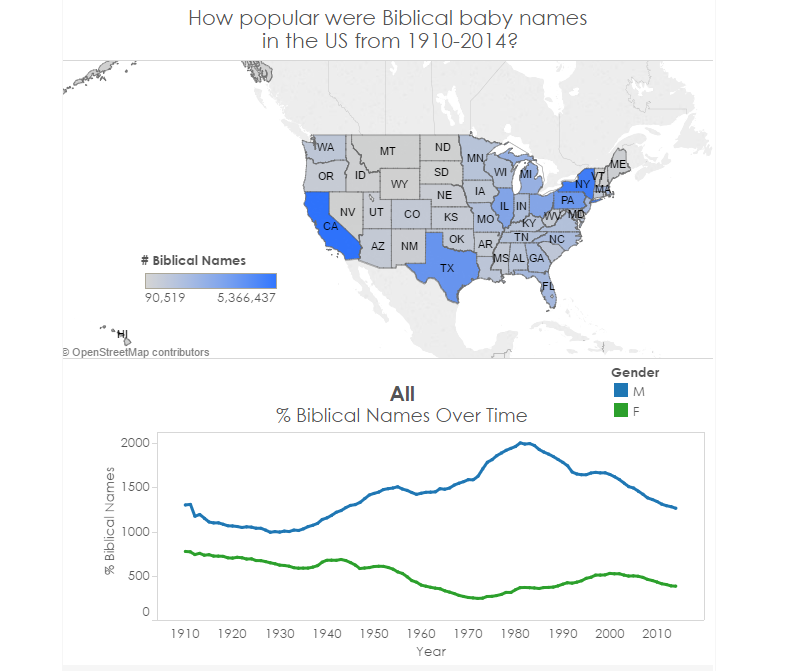 How popular were Biblical baby names
in the US from 1910-2014?
WA
MT
ND
MN
ME
OR
ID
SD
WI
MI
VT
NY
MA
WY
IA
PA
NE
NV
UT
CO
IL
IN
WV
MD
CA
KS
MO
KY
AZ
NM
OK
AR
TN
NC
TX
MS
AL
GA
FL
# Biblical Names
90,519 5,366,437
HI
© OpenStreetMap contributors
Gender
M
F
All
% Biblical Names Over Time
% Biblical Names
2000
1500
1000
500
0
1910 1920 1930 1940 1950 1960 1970 1980 1990 2000 2010
Year